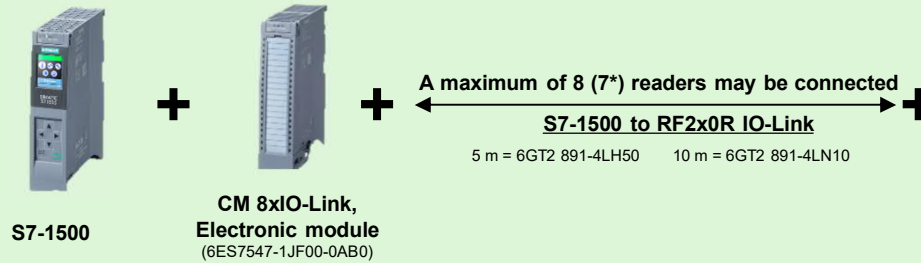 SIEMENS
A maximum of 8 (7*) readers may be connected
S7-1500 to RF2x0R IO-Link
5 m = 6GT2 891-4LH50 10 m = 6GT2 891-4LN10
S7-1500
CM 8xIO-Link,
Electronic module
(6ES7547-1JF00-0AB0)